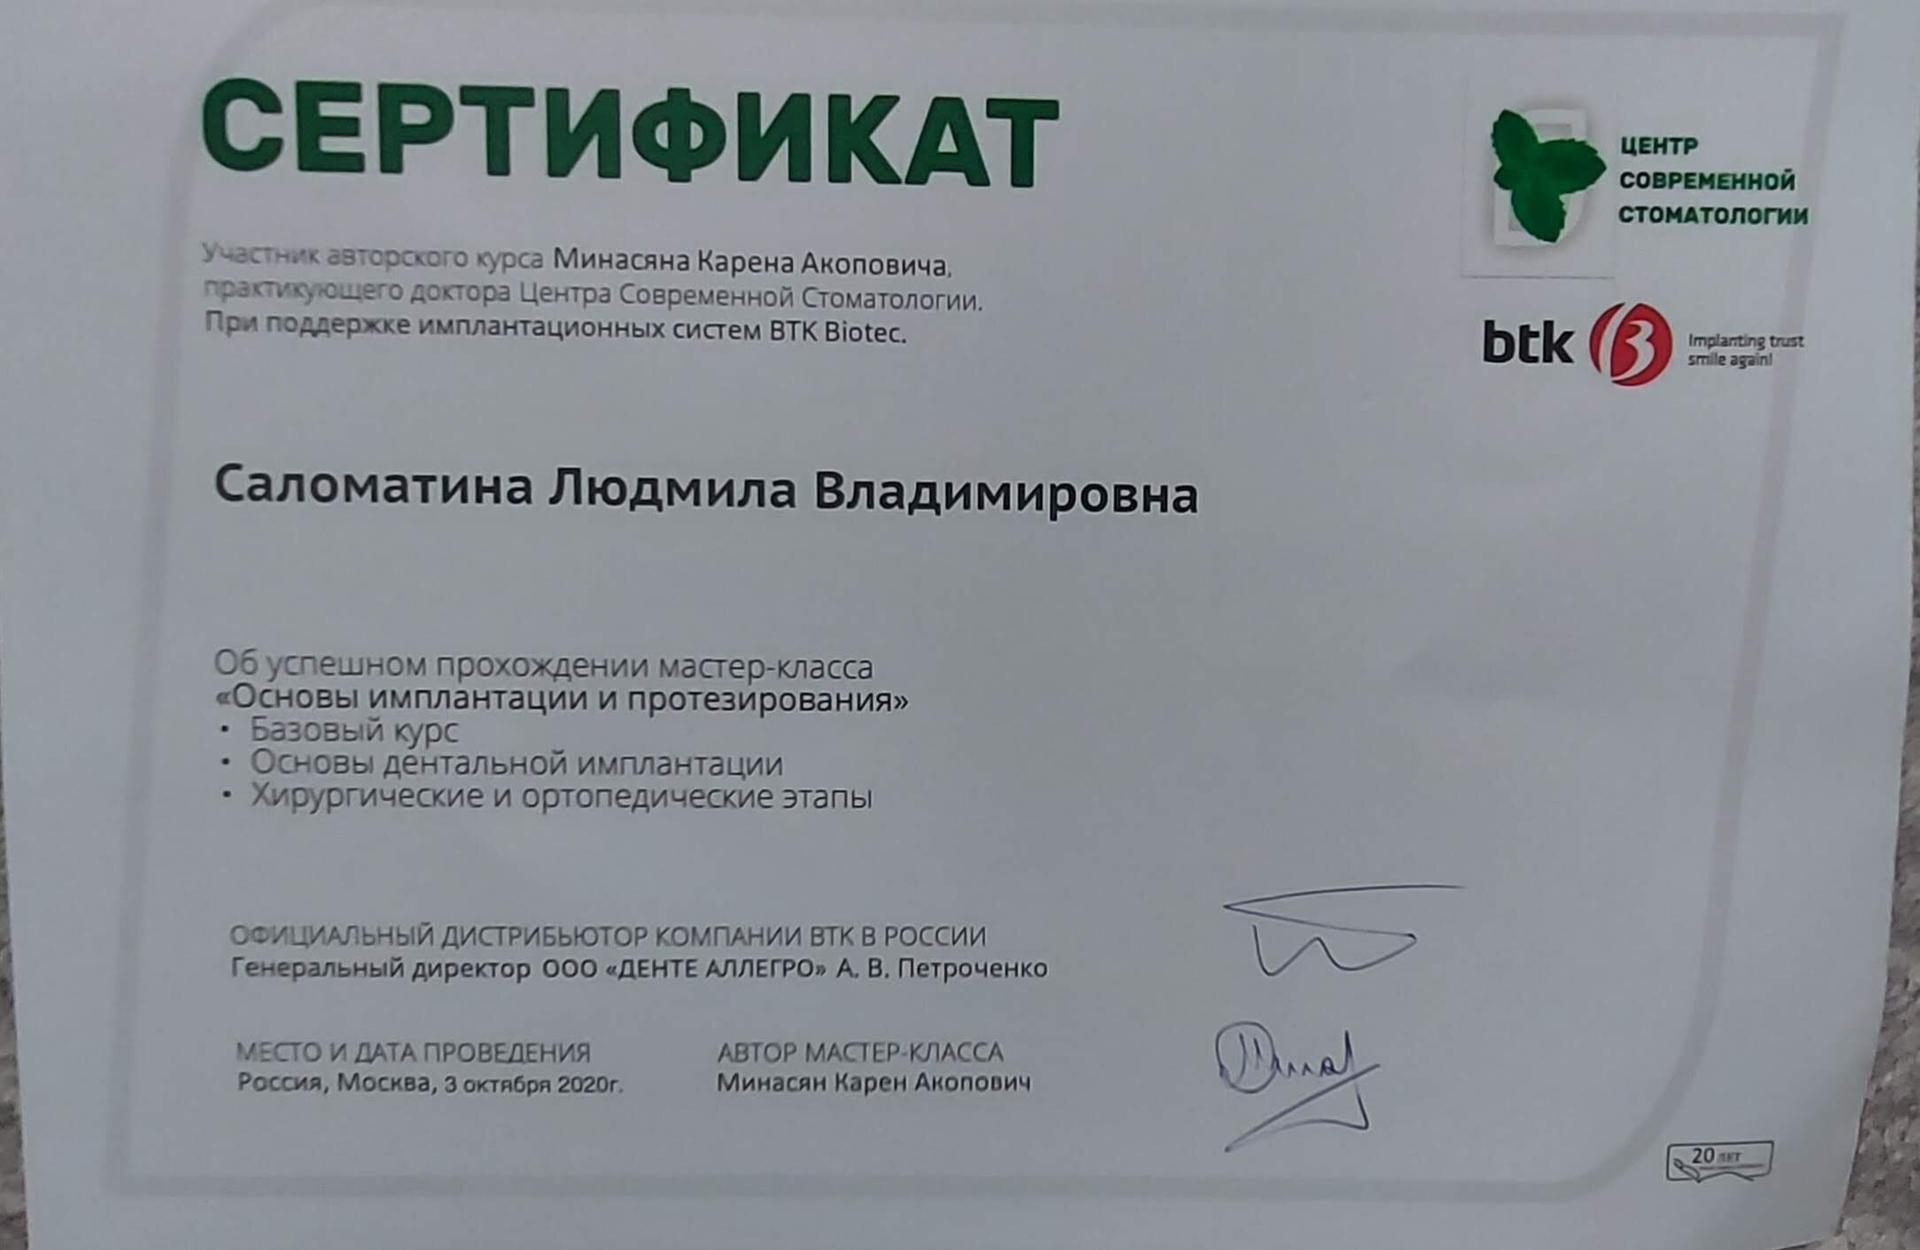 СЕРТИФИКАТ
ЦЕНТР
СОВРЕМЕННОЙ
СТОМАТОЛОГИИ
Участник авторского курса Минасяна Карена Акоповича,
практикующего доктора Центра Современной Стоматологии.
При поддержке имплантационных систем BTK Biotec.
btk
Implanting trust
smile again!
Саломатина Людмила Владимировна
Об успешном прохождении мастер-класса
«Основы имплантации и протезирования»
• Базовый курс
• Основы дентальной имплантации
• Хирургические и ортопедические этапы
ОФИЦИАЛЬНЫЙ ДИСТРИБЬЮТОР КОМПАНИИ ВТК В РОССИИ
Генеральный директор ООО «ДЕНТЕ АЛЛЕГРО» А. В. Петроченко
МЕСТО И ДАТА ПРОВЕДЕНИЯ
Россия, Москва, 3 октября 2020г.
АВТОР МАСТЕР-КЛАССА
Минасян Карен Акопович
20 лет